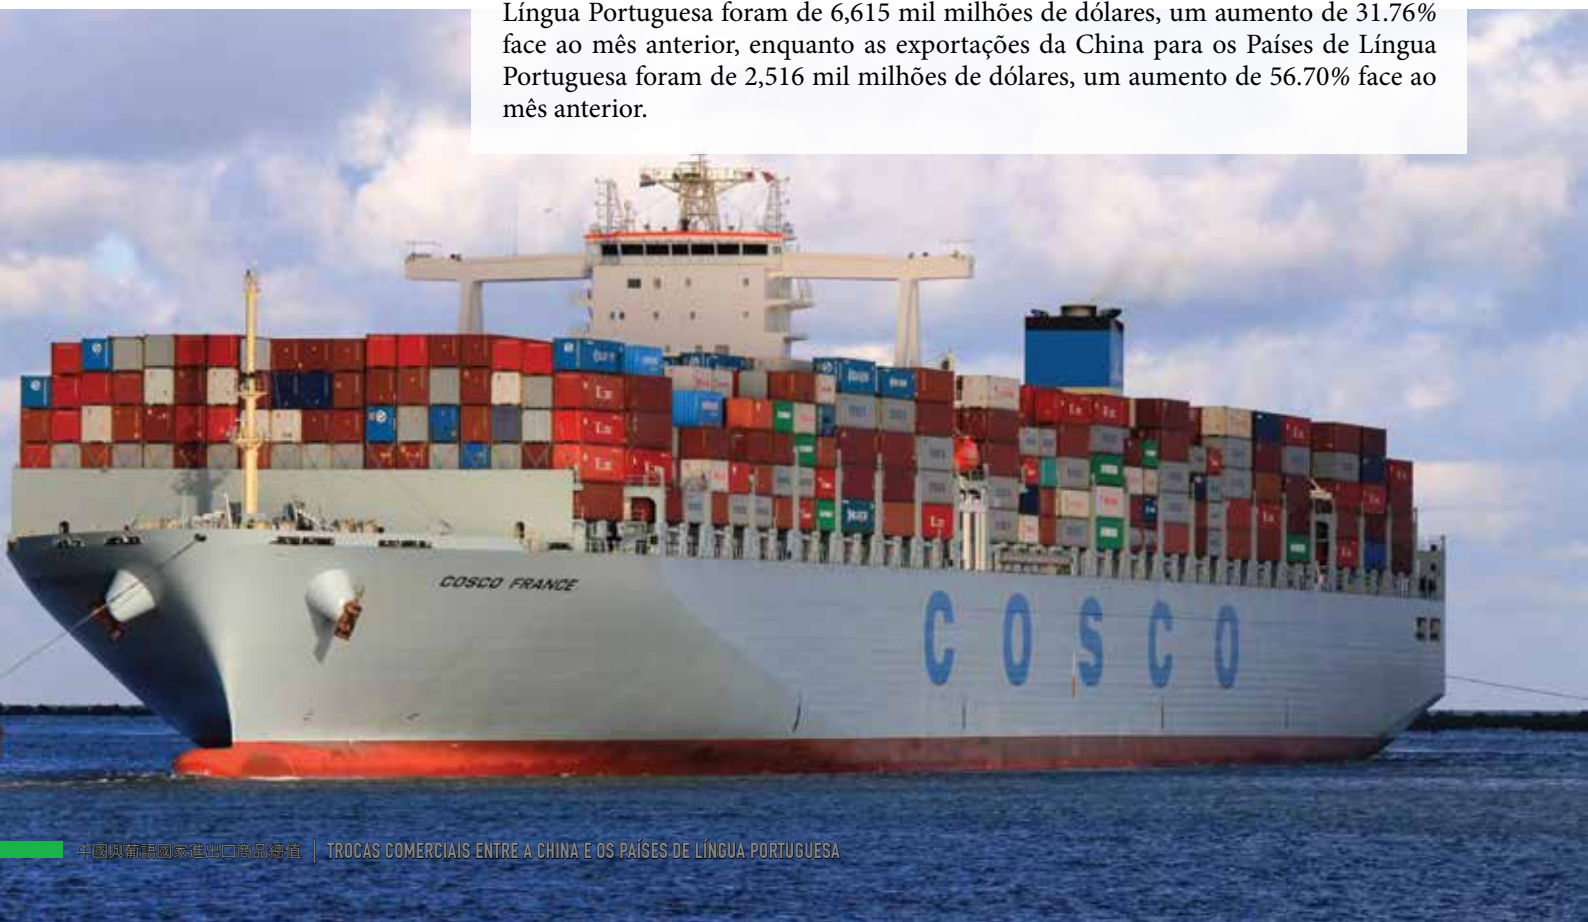 Língua Portuguesa foram de 6,615 mil milhões de dólares, um aumento de 31.76%
face ao mês anterior, enquanto as exportações da China para os Países de Língua
Portuguesa foram de 2,516 mil milhões de dólares, um aumento de 56.70% face ao
mês anterior.
COSCO FRANCE
COSCO
中國與葡語國家進出口商品總值 | TROCAS COMERCIAIS ENTRE A CHINA E OS PAÍSES DE LÍNGUA PORTUGUESA